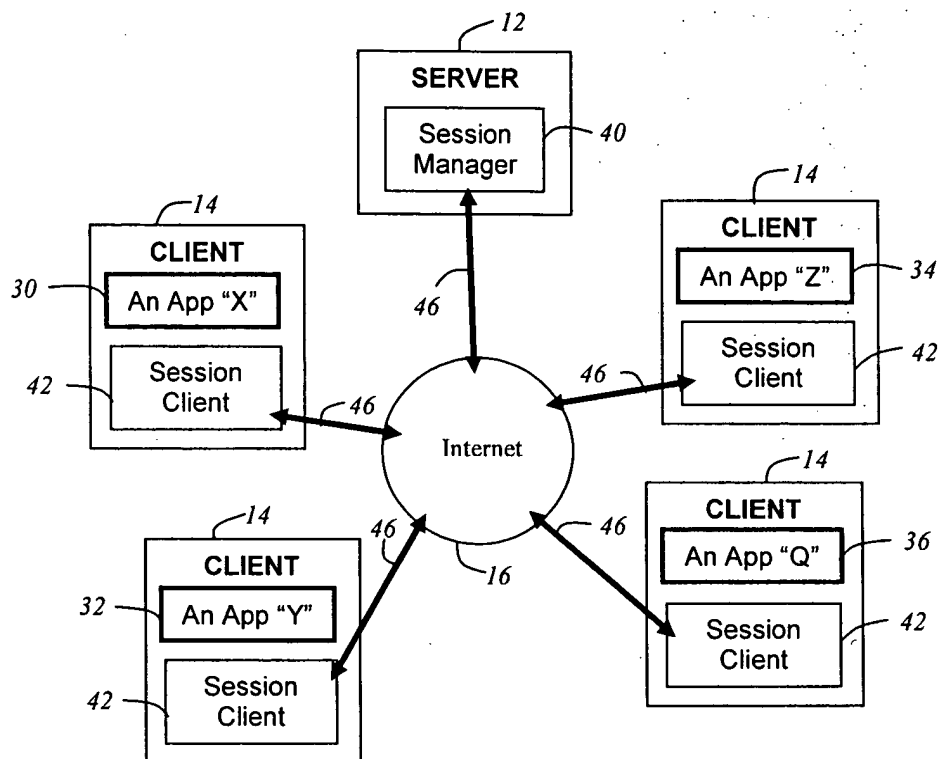 12
SERVER
Session
Manager
40
14
CLIENT
30
An App "X"
42
Session
Client
46
46
14
CLIENT
An App "Z"
34
Session
Client
42
46
Internet
16
14
CLIENT
32
An App "Y"
42
Session
Client
46
14
CLIENT
An App "Q"
36
Session
Client
42
46